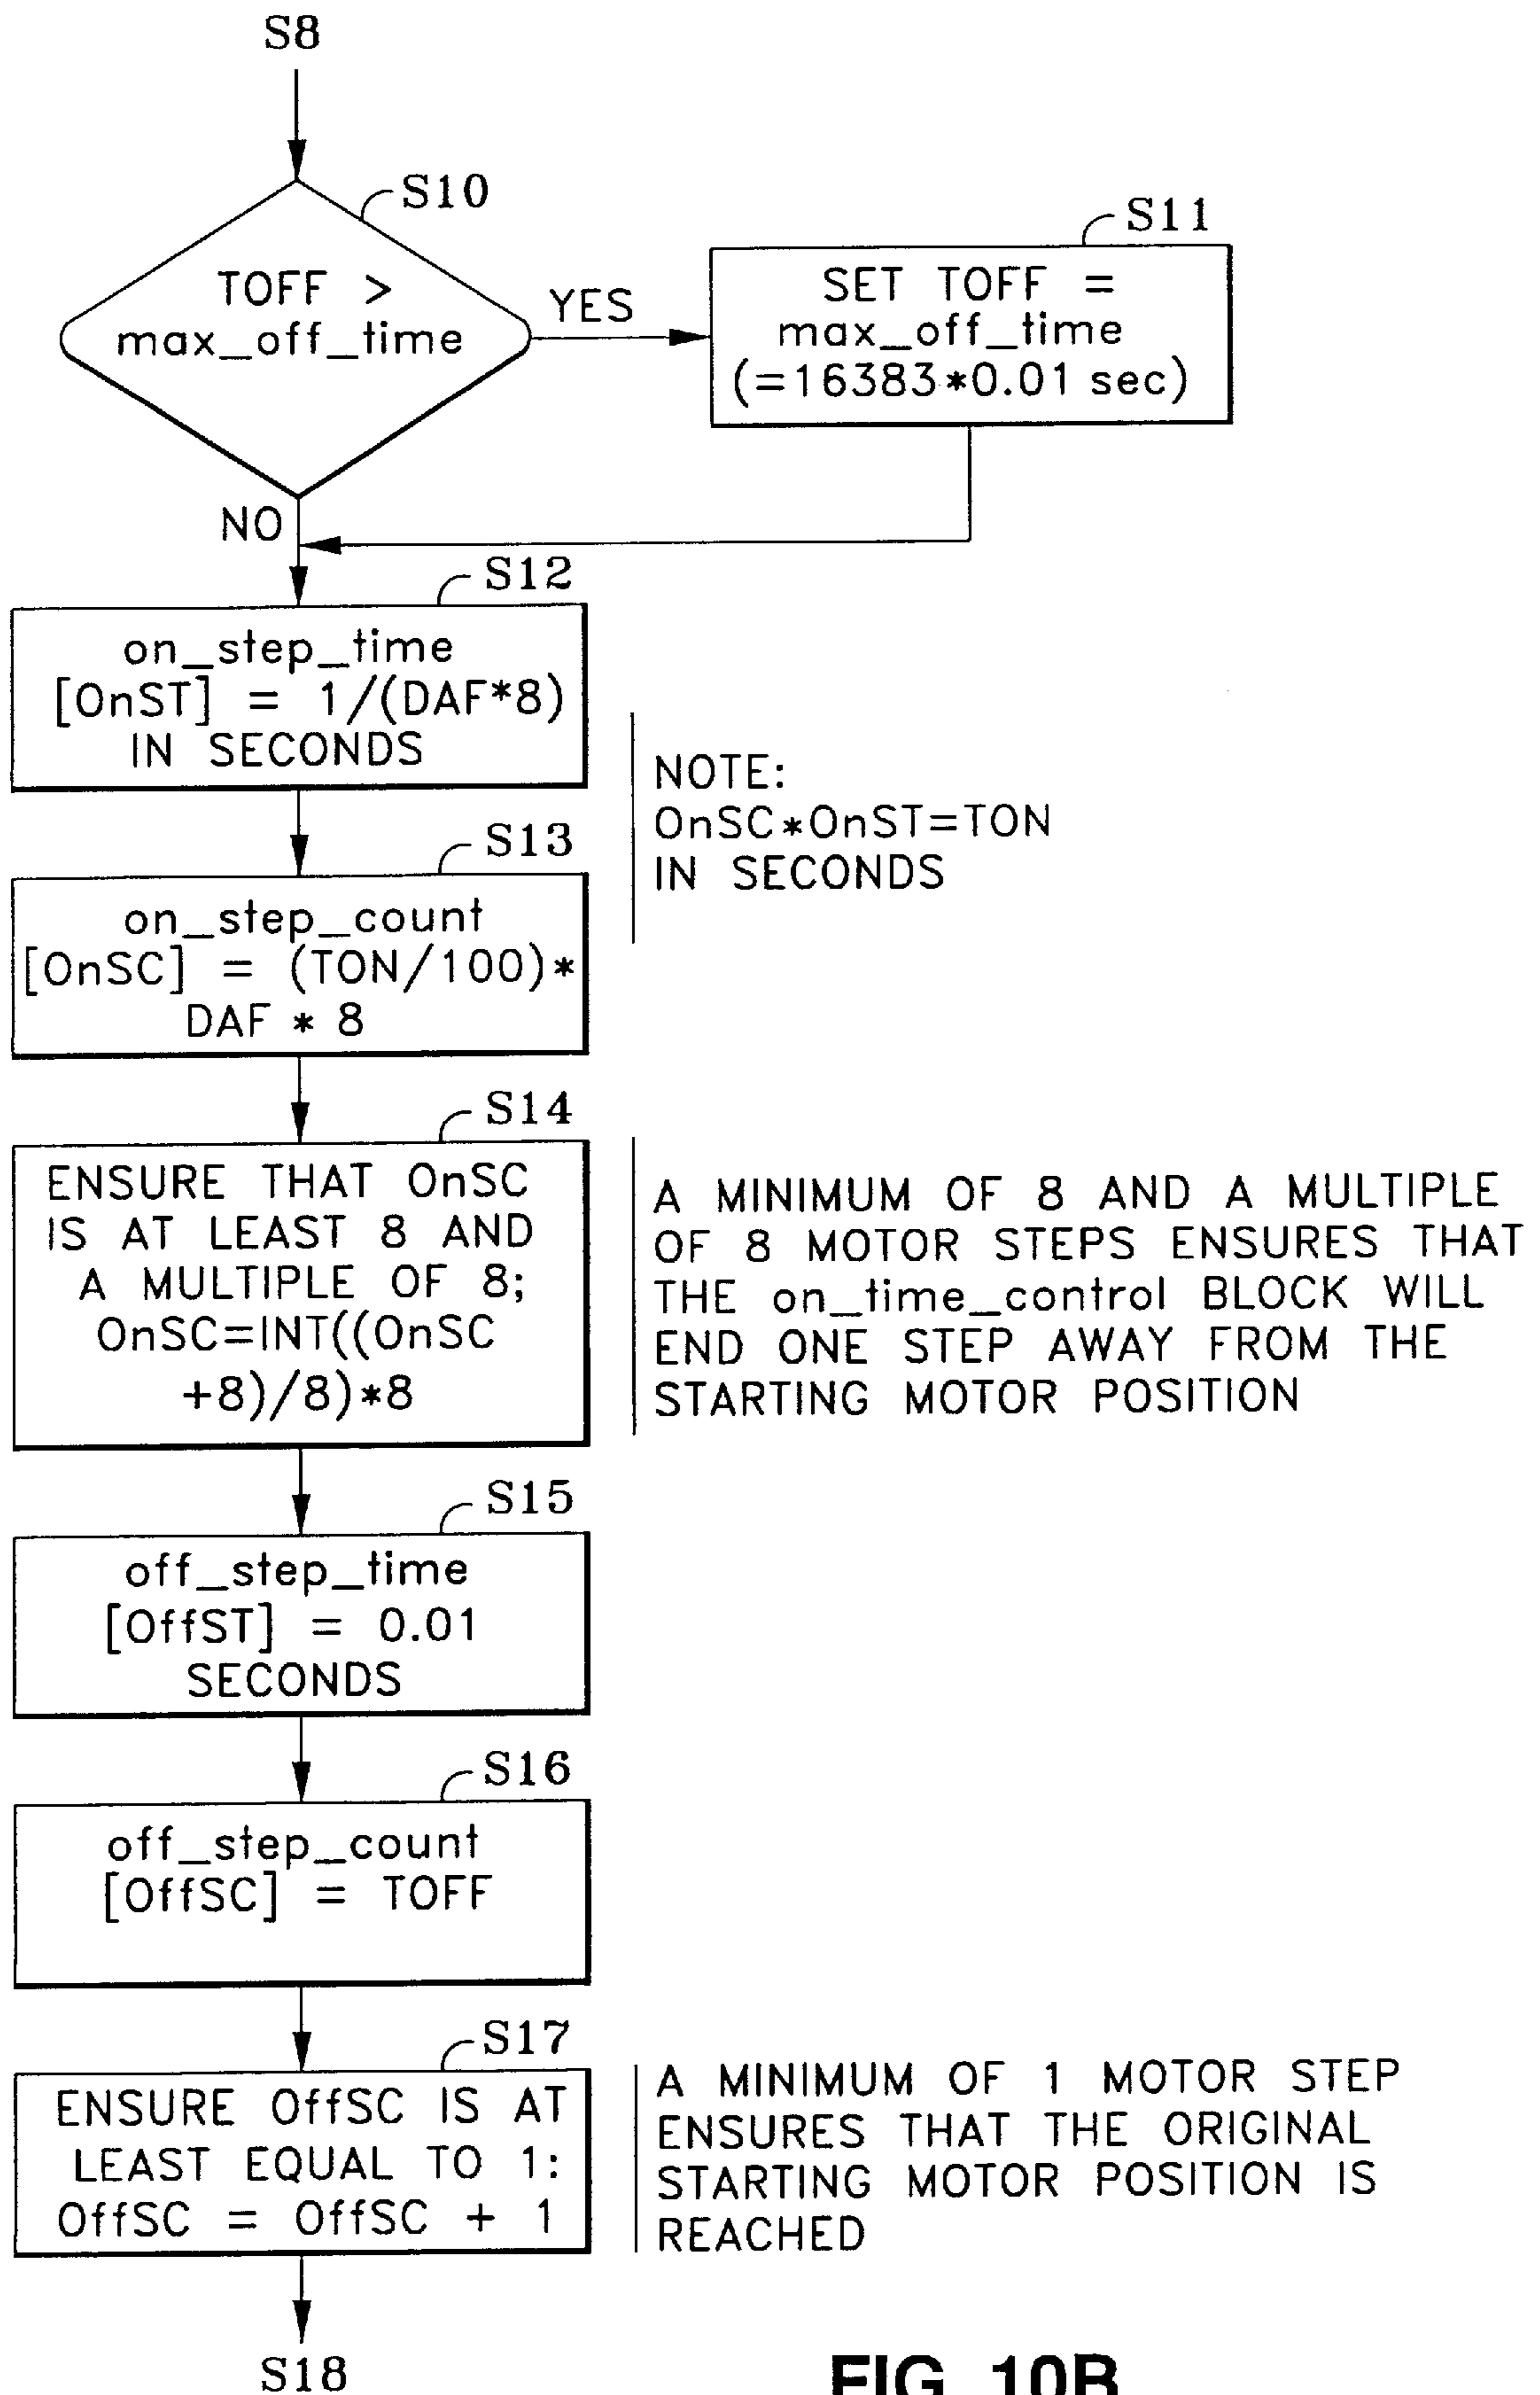 S8
S10
TOFF >
max_off_time
YES
S11
SET TOFF =
max_off_time
(=16383*0.01 sec)
NO
S12
on_step_time
[OnST] = 1/(DAF*8)
IN SECONDS
NOTE:
OnSC*OnST=TON
IN SECONDS
S13
on_step_count
[OnSC] = (TON/100)*
DAF * 8
S14
ENSURE THAT OnSC
IS AT LEAST 8 AND
A MULTIPLE OF 8;
OnSC=INT((OnSC
+8)/8)*8
A MINIMUM OF 8 AND A MULTIPLE
OF 8 MOTOR STEPS ENSURES THAT
THE on_time_control BLOCK WILL
END ONE STEP AWAY FROM THE
STARTING MOTOR POSITION
S15
off_step_time
[OffST] = 0.01
SECONDS
S16
off_step_count
[OffSC] = TOFF
S17
ENSURE OffSC IS AT
LEAST EQUAL TO 1:
OffSC = OffSC + 1
A MINIMUM OF 1 MOTOR STEP
ENSURES THAT THE ORIGINAL
STARTING MOTOR POSITION IS
REACHED
S18
FIG. 10B